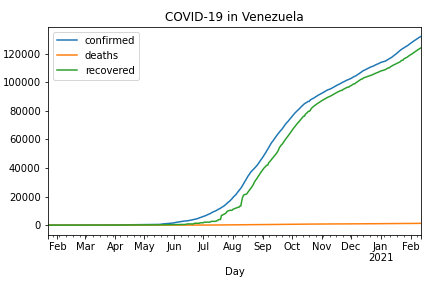 COVID-19 in Venezuela
confirmed
deaths
recovered
120000
100000
80000
60000
40000
20000
0
Feb Mar Apr May Jun Jul Aug Sep Oct Nov Dec Jan Feb
2021
Day